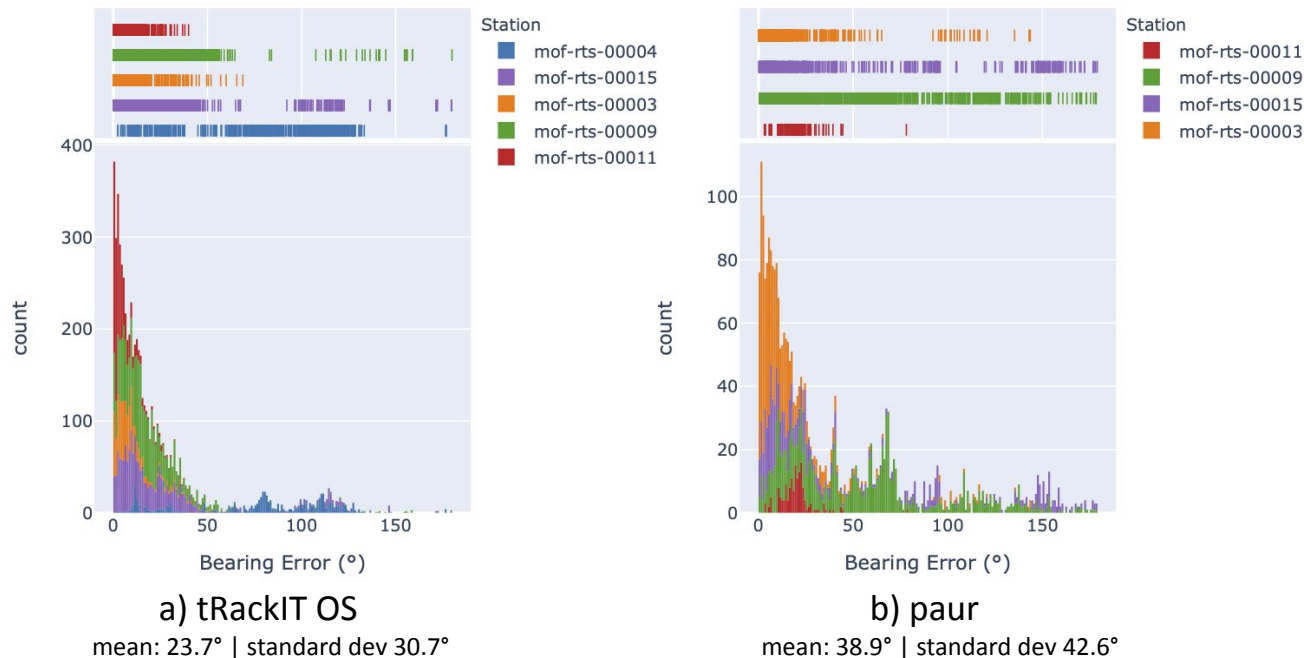 Station
mof-rts-00004
mof-rts-00015
mof-rts-00003
mof-rts-00009
mof-rts-00011
400
300
200
100
0
count
0 50 100 150
Bearing Error (°)
a) tRackIT OS
mean: 23.7° | standard dev 30.7°
Station
mof-rts-00011
mof-rts-00009
mof-rts-00015
mof-rts-00003
100
80
60
40
20
0
count
0 50 100 150
Bearing Error (°)
b) paur
mean: 38.9° | standard dev 42.6°